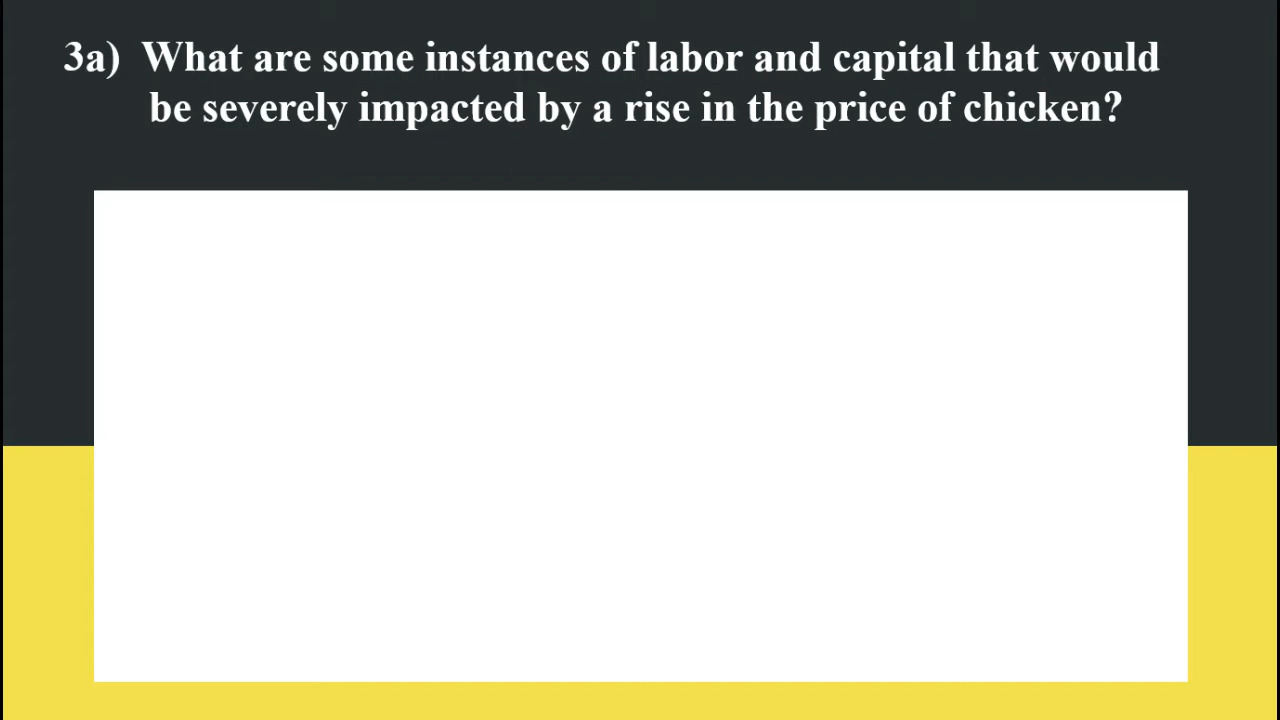 3a) What are some instances of labor and capital that would
be severely impacted by a rise in the price of chicken?